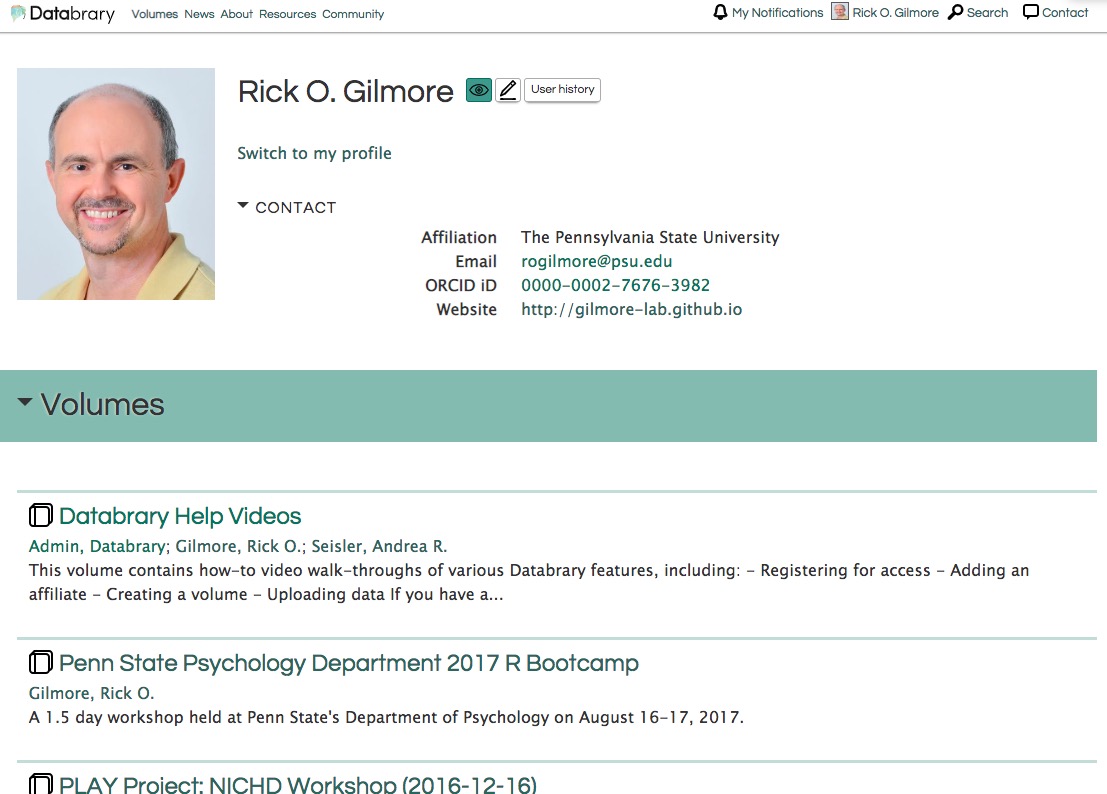 Databrary Volumes News About Resources Community My Notifications Rick O. Gilmore Search Contact
Rick O. Gilmore User history
Switch to my profile
CONTACT
Affiliation The Pennsylvania State University
Email rogilmore@psu.edu
ORCID iD 0000-0002-7676-3982
Website http://gilmore-lab.github.io
Volumes
Databrary Help Videos
Admin, Databrary; Gilmore, Rick O.; Seisler, Andrea R.
This volume contains how-to video walk-throughs of various Databrary features, including: - Registering for access - Adding an
affiliate - Creating a volume - Uploading data If you have a...
Penn State Psychology Department 2017 R Bootcamp
Gilmore, Rick O.
A 1.5 day workshop held at Penn State's Department of Psychology on August 16-17, 2017.
PLAY Project: NICHD Workshop (2016-12-16)